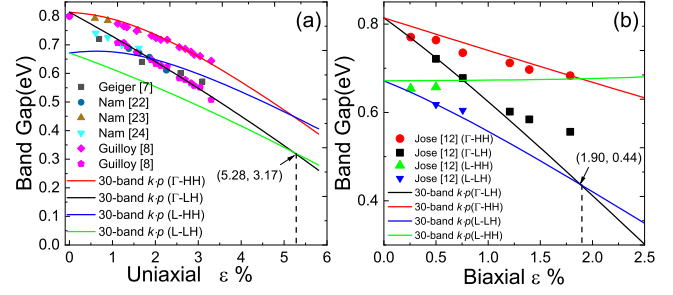 (a)
Band Gap(eV)
0.8
0.7
0.6
0.5
0.4
0.3
0.2
0.1
0.0
Geiger [7]
Nam [22]
Nam [23]
Nam [24]
Guilloy [8]
Guilloy [8]
30-band k·p (Γ-HH)
30-band k·p (Γ-LH)
30-band k·p (L-HH)
30-band k·p (L-LH)
(5.28, 3.17)
0 1 2 3 4 5 6
Uniaxial ε %
(b)
Band Gap(eV)
0.8
0.6
0.4
Jose [12] (Γ-HH)
Jose [12] (Γ-LH)
Jose [12] (L-HH)
Jose [12] (L-LH)
30-band k·p(Γ-LH)
30-band k·p(Γ-HH)
30-band k·p(L-LH)
30-band k·p(L-HH)
(1.90, 0.44)
0.0 0.5 1.0 1.5 2.0 2.5
Biaxial ε %